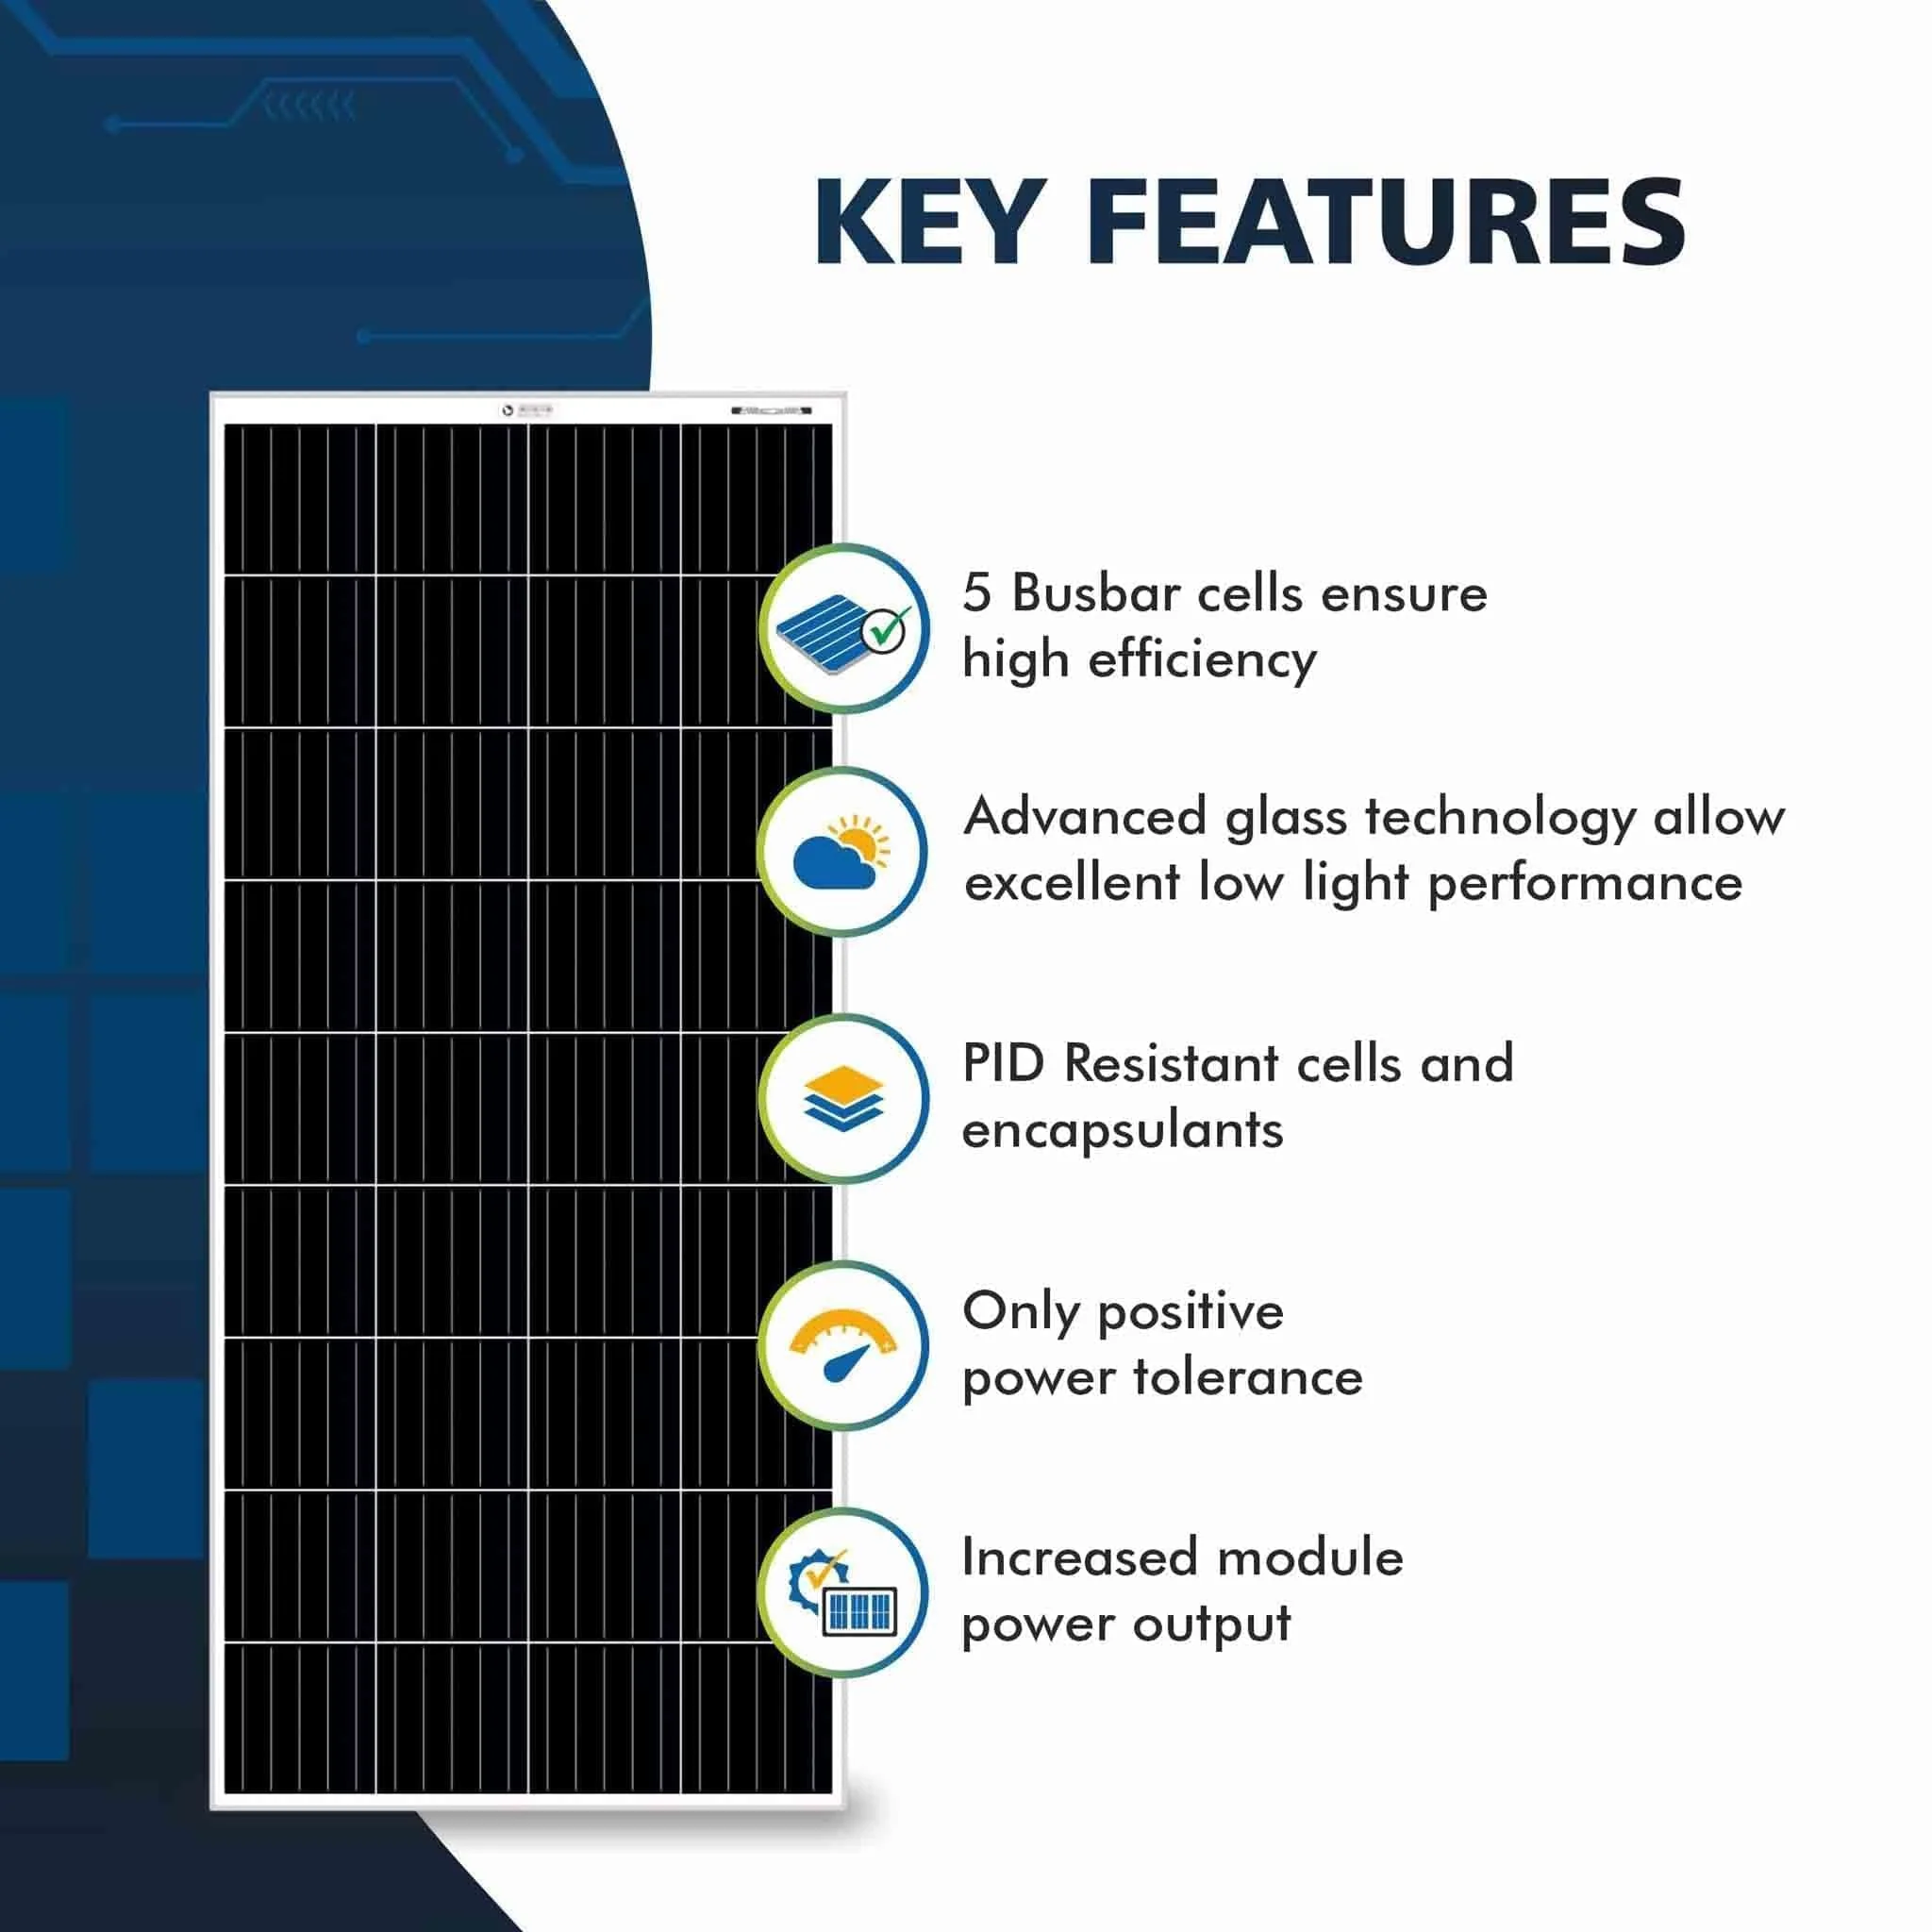 KEY FEATURES
5 Busbar cells ensure
high efficiency
Advanced glass technology allow
excellent low light performance
PID Resistant cells and
encapsulants
Only positive
power tolerance
Increased module
power output